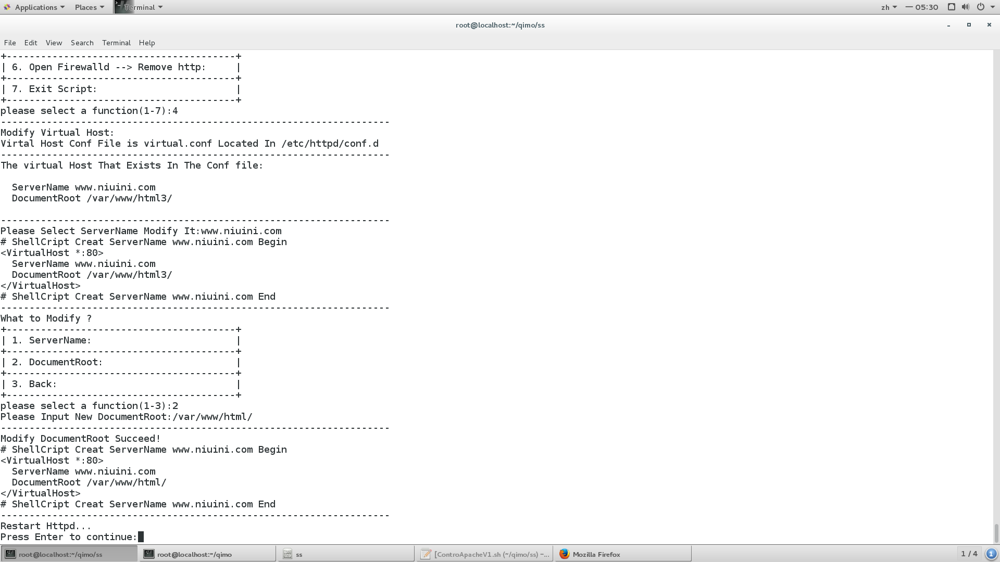 Applications Places Terminal zh 一 05:30
root@localhost:~/qimo/ss
File Edit View Search Terminal Help
+----------------------------------------+
| 6. Open Firewalld --> Remove http:      |
+----------------------------------------+
| 7. Exit Script:                         |
+----------------------------------------+
please select a function(1-7):4
--------------------------------------------------------------------
Modify Virtual Host:
Virtal Host Conf File is virtual.conf Located In /etc/httpd/conf.d
--------------------------------------------------------------------
The virtual Host That Exists In The Conf file:
  ServerName www.niuini.com
  DocumentRoot /var/www/html3/
--------------------------------------------------------------------
Please Select ServerName Modify It:www.niuini.com
# ShellCript Creat ServerName www.niuini.com Begin
<VirtualHost *:80>
  ServerName www.niuini.com
  DocumentRoot /var/www/html3/
</VirtualHost>
# ShellCript Creat ServerName www.niuini.com End
--------------------------------------------------------------------
What to Modify ?
+----------------------------------------+
| 1. ServerName:                          |
+----------------------------------------+
| 2. DocumentRoot:                        |
+----------------------------------------+
| 3. Back:                                |
+----------------------------------------+
please select a function(1-3):2
Please Input New DocumentRoot:/var/www/html/
--------------------------------------------------------------------
Modify DocumentRoot Succeed!
# ShellCript Creat ServerName www.niuini.com Begin
<VirtualHost *:80>
  ServerName www.niuini.com
  DocumentRoot /var/www/html/
</VirtualHost>
# ShellCript Creat ServerName www.niuini.com End
--------------------------------------------------------------------
Restart Httpd...
Press Enter to continue:
root@localhost:~/qimo/ss root@localhost:~/qimo ss [ControApacheV1.sh (~/qimo/ss) –... Mozilla Firefox 1 / 4 1